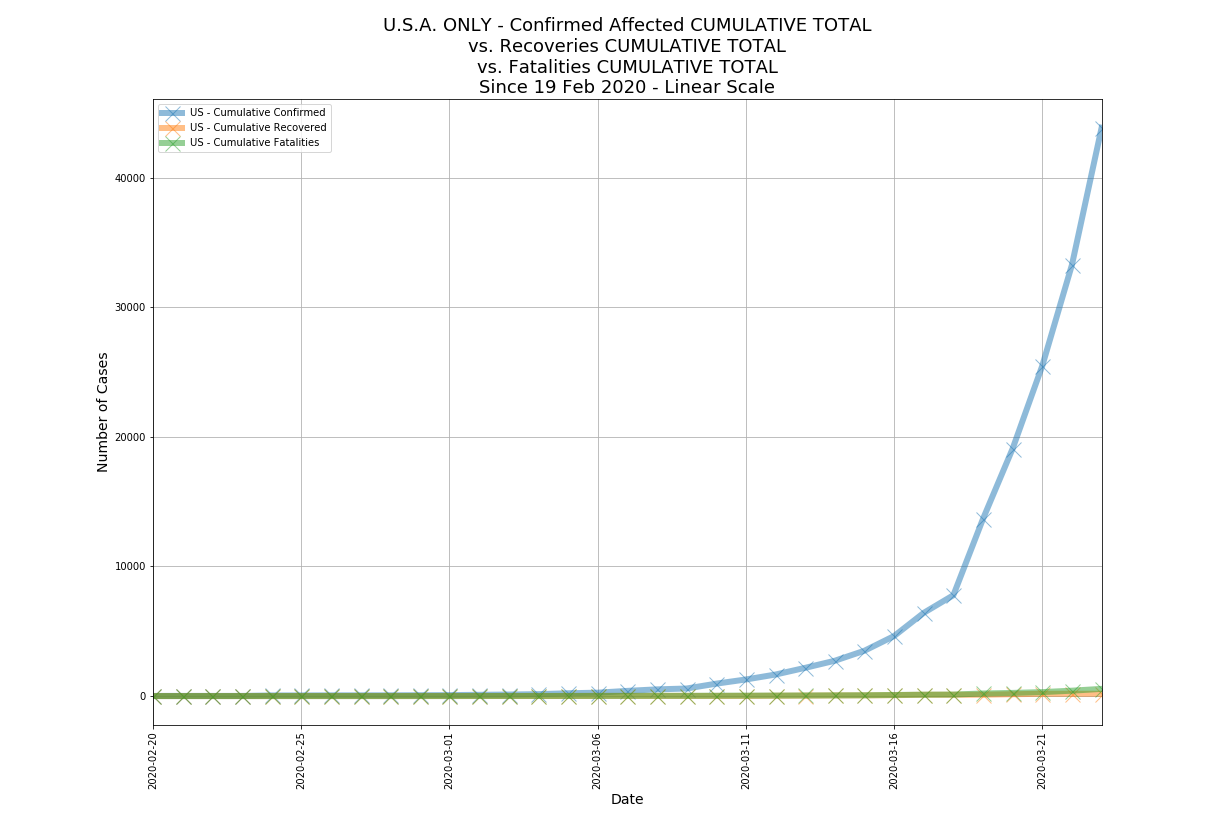 U.S.A. ONLY - Confirmed Affected CUMULATIVE TOTAL
vs. Recoveries CUMULATIVE TOTAL
vs. Fatalities CUMULATIVE TOTAL
Since 19 Feb 2020 - Linear Scale
US - Cumulative Confirmed
US - Cumulative Recovered
US - Cumulative Fatalities
Number of Cases
40000
30000
20000
10000
0
2020-02-20
2020-02-25
2020-03-01
2020-03-06
2020-03-11
2020-03-16
2020-03-21
Date